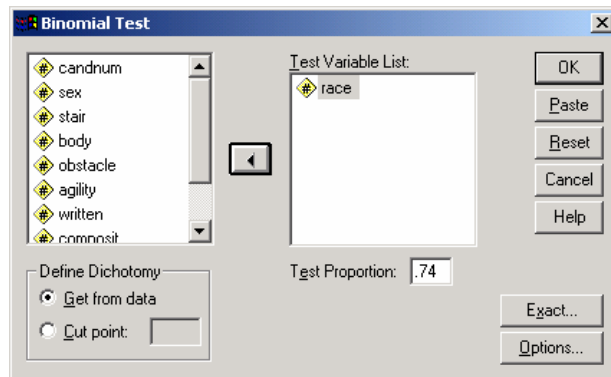 Binomial Test
candnum
sex
stair
body
obstacle
agility
written
composit
Test Variable List:
race
OK
Paste
Reset
Cancel
Help
Define Dichotomy
Get from data
Cut point:
Test Proportion: .74
Exact...
Options...